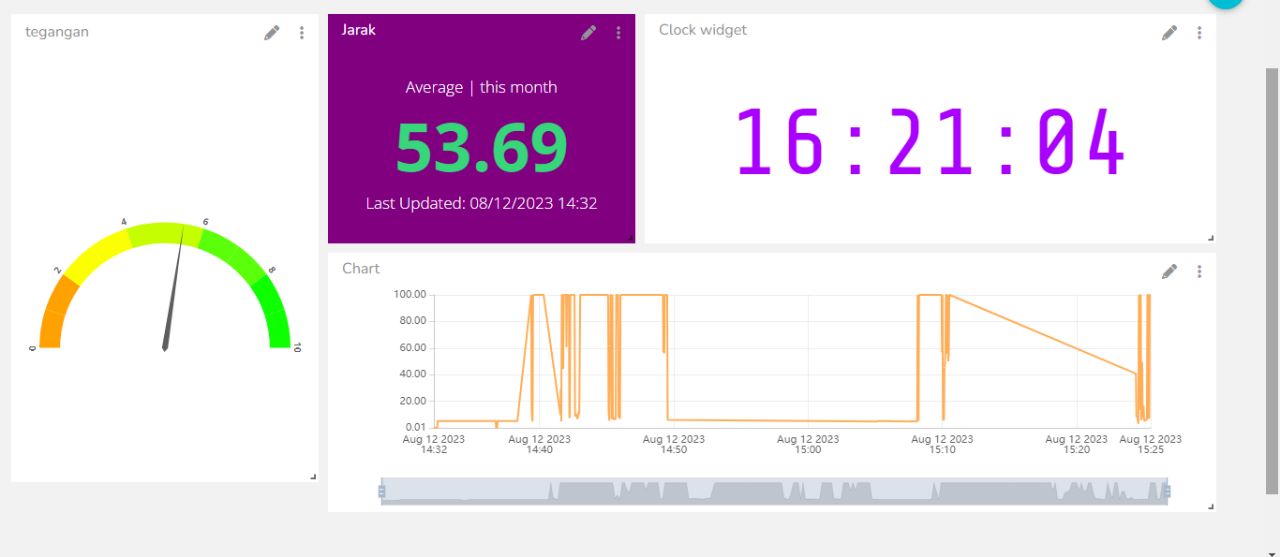 tegangan
0
2
4
6
8
10
Jarak
Average | this month
53.69
Last Updated: 08/12/2023 14:32
Clock widget
16:21:04
Chart
100.00
80.00
60.00
40.00
20.00
0.01
Aug 12 2023 Aug 12 2023 Aug 12 2023 Aug 12 2023 Aug 12 2023 Aug 12 2023 Aug 12 2023
14:32 14:40 14:50 15:00 15:10 15:20 15:25